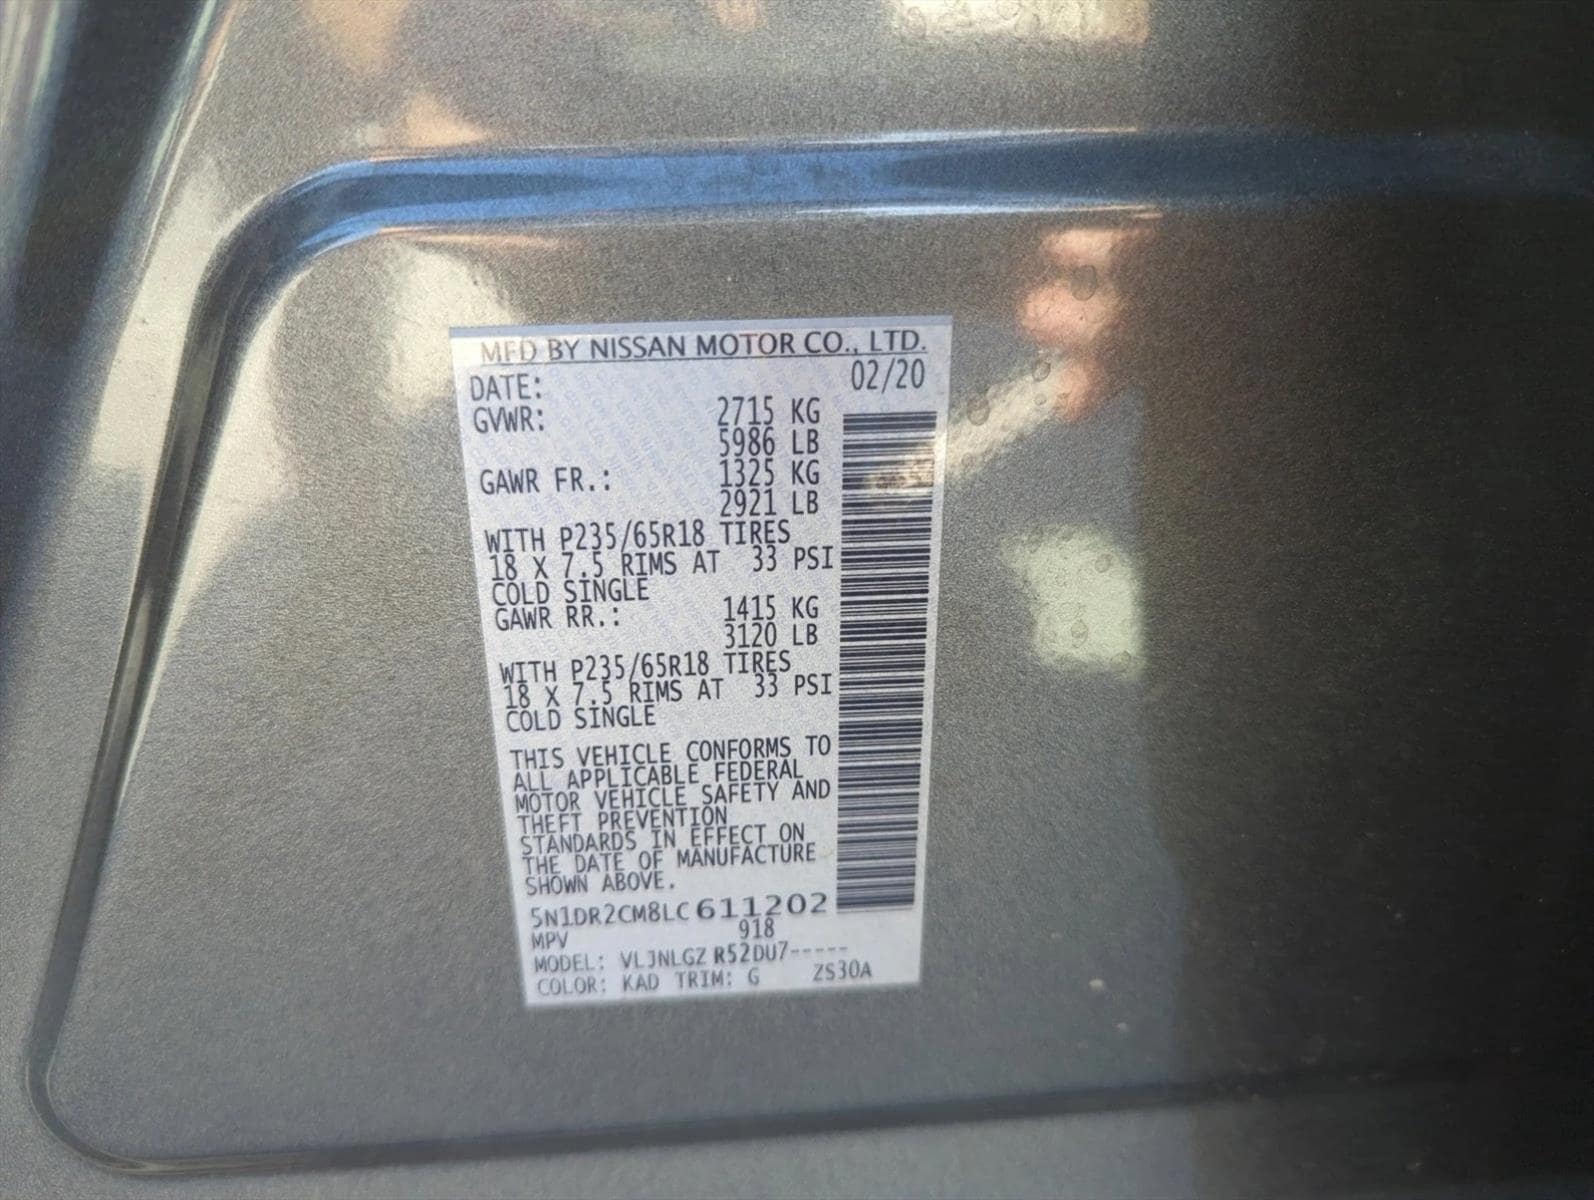 MFD BY NISSAN MOTOR CO., LTD.
DATE: 02/20
GVWR: 2715 KG
5986 LB
GAWR FR.: 1325 KG
2921 LB
WITH P235/65R18 TIRES
18 X 7.5 RIMS AT 33 PSI
COLD SINGLE
GAWR RR.: 1415 KG
3120 LB
WITH P235/65R18 TIRES
18 X 7.5 RIMS AT 33 PSI
COLD SINGLE
THIS VEHICLE CONFORMS TO
ALL APPLICABLE FEDERAL
MOTOR VEHICLE SAFETY AND
THEFT PREVENTION
STANDARDS IN EFFECT ON
THE DATE OF MANUFACTURE
SHOWN ABOVE.
5N1DR2CM8LC611202
MPV 918
MODEL: VLJNLGZ R52DU7-----
COLOR: KAD TRIM: G ZS30A